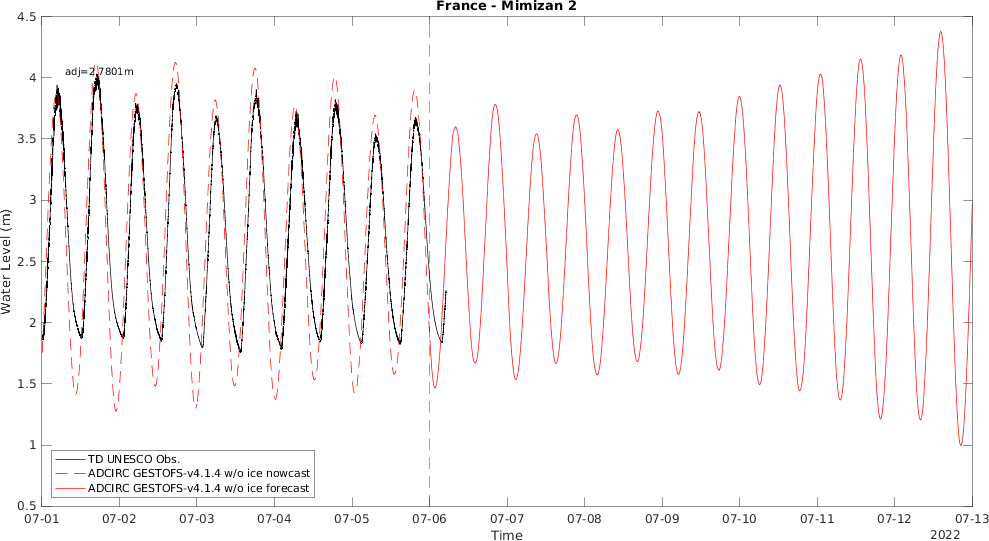 France - Mimizan 2
adj=2.7801m
4.5
4
3.5
3
2.5
2
1.5
1
0.5
Water Level (m)
TD UNESCO Obs.
ADCIRC GESTOFS-v4.1.4 w/o ice nowcast
ADCIRC GESTOFS-v4.1.4 w/o ice forecast
07-01 07-02 07-03 07-04 07-05 07-06 07-07 07-08 07-09 07-10 07-11 07-12 07-13
Time
2022